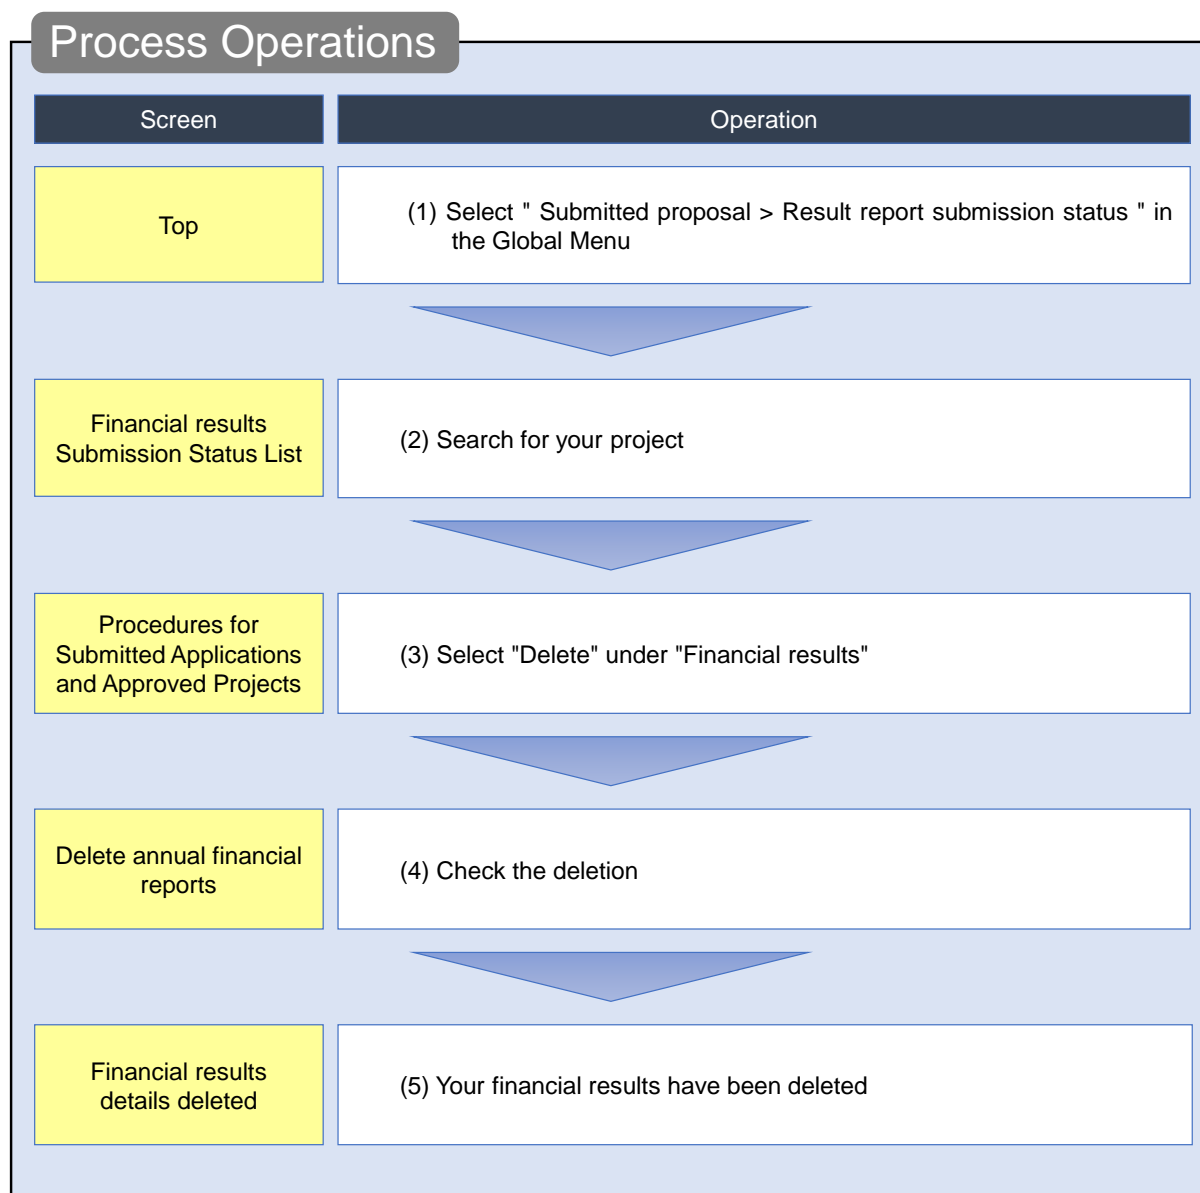 Process Operations
Screen
Operation
Top
(1) Select " Submitted proposal > Result report submission status " in
the Global Menu
Financial results
Submission Status List
(2) Search for your project
Procedures for
Submitted Applications
and Approved Projects
(3) Select "Delete" under "Financial results"
Delete annual financial
reports
(4) Check the deletion
Financial results
details deleted
(5) Your financial results have been deleted